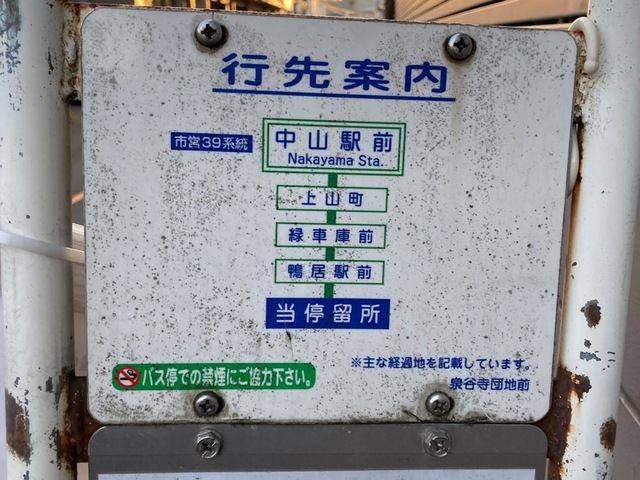 行先案内
市営39系統
中山駅前
Nakayama Sta.
上山町
緑車庫前
鴨居駅前
当停留所
※主な経過地を記載しています。
バス停での禁煙にご協力下さい。
泉谷寺団地前